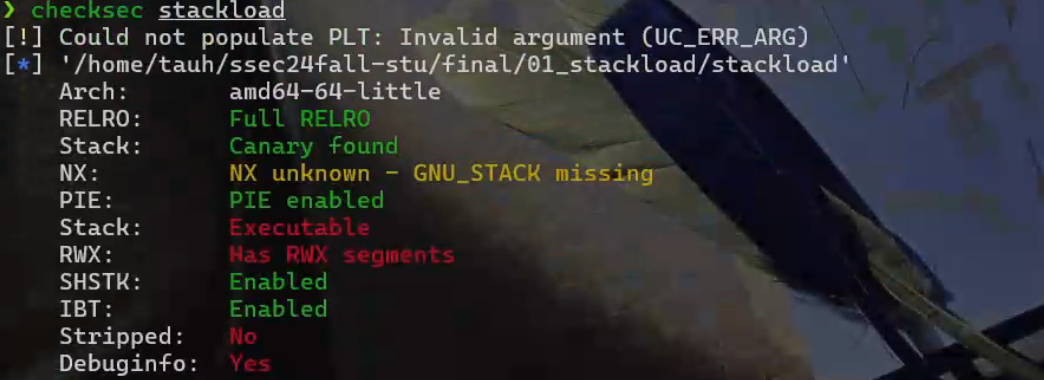 ❯ checksec stackload
[!] Could not populate PLT: Invalid argument (UC_ERR_ARG)
[*] '/home/tauh/ssec24fall-stu/final/01_stackload/stackload'
    Arch:       amd64-64-little
    RELRO:      Full RELRO
    Stack:      Canary found
    NX:         NX unknown - GNU_STACK missing
    PIE:        PIE enabled
    Stack:      Executable
    RWX:        Has RWX segments
    SHSTK:      Enabled
    IBT:        Enabled
    Stripped:   No
    Debuginfo:  Yes